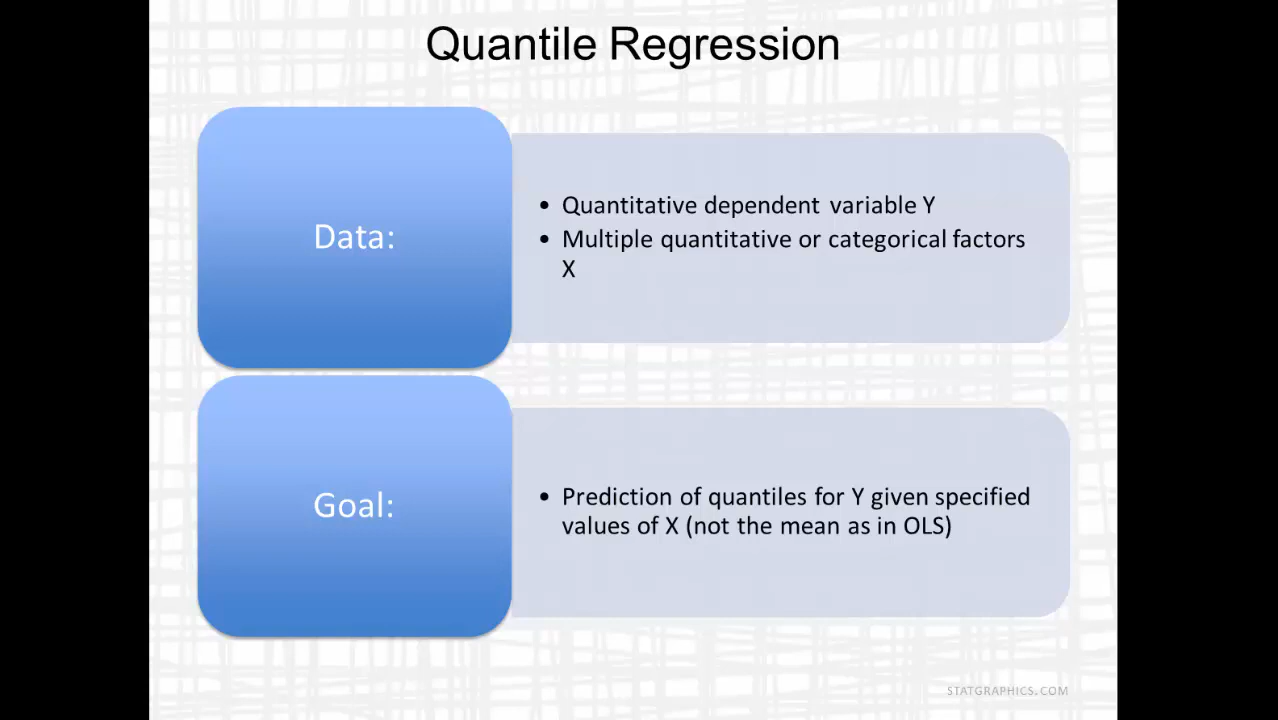 Quantile Regression
Data:
• Quantitative dependent variable Y
• Multiple quantitative or categorical factors
X
Goal:
• Prediction of quantiles for Y given specified
values of X (not the mean as in OLS)
STATGRAPHICS.COM